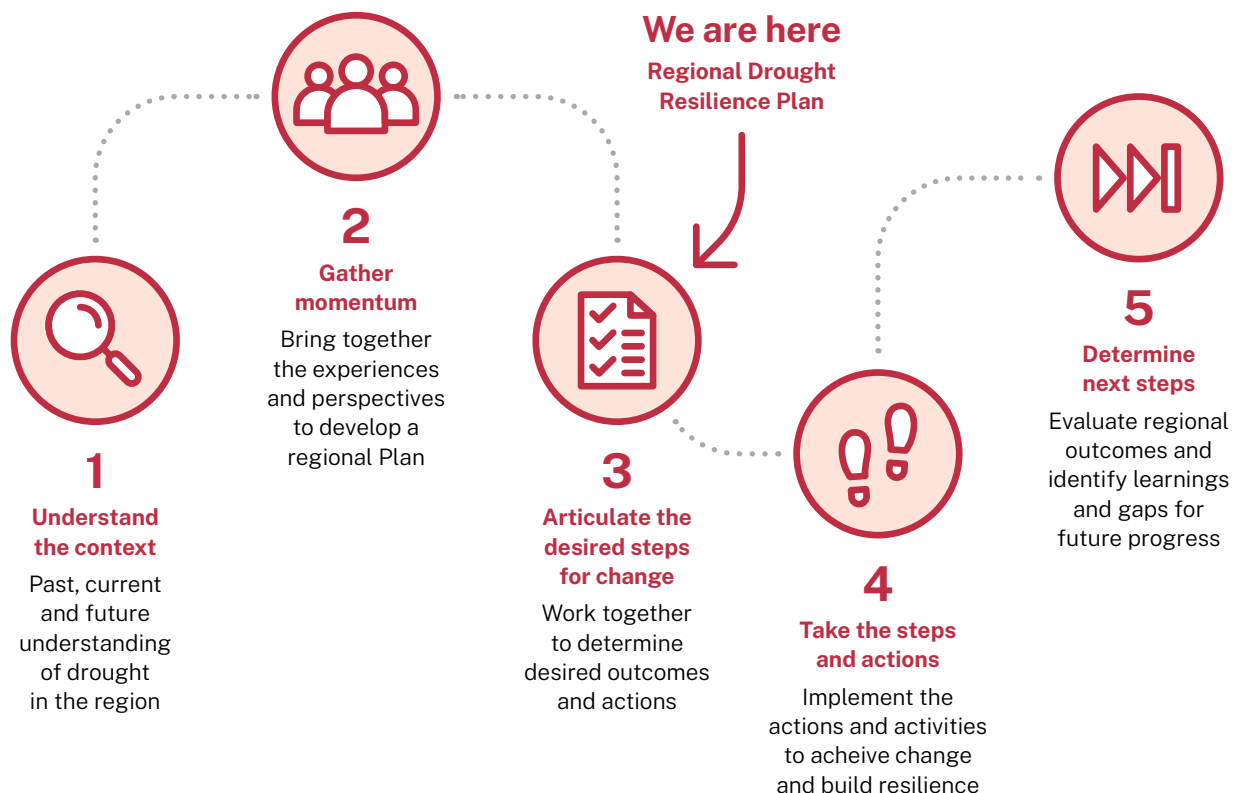 We are here
Regional Drought
Resilience Plan
1
Understand
the context
Past, current
and future
understanding
of drought
in the region
2
Gather
momentum
Bring together
the experiences
and perspectives
to develop a
regional Plan
3
Articulate the
desired steps
for change
Work together
to determine
desired outcomes
and actions
4
Take the steps
and actions
Implement the
actions and activities
to acheive change
and build resilience
5
Determine
next steps
Evaluate regional
outcomes and
identify learnings
and gaps for
future progress